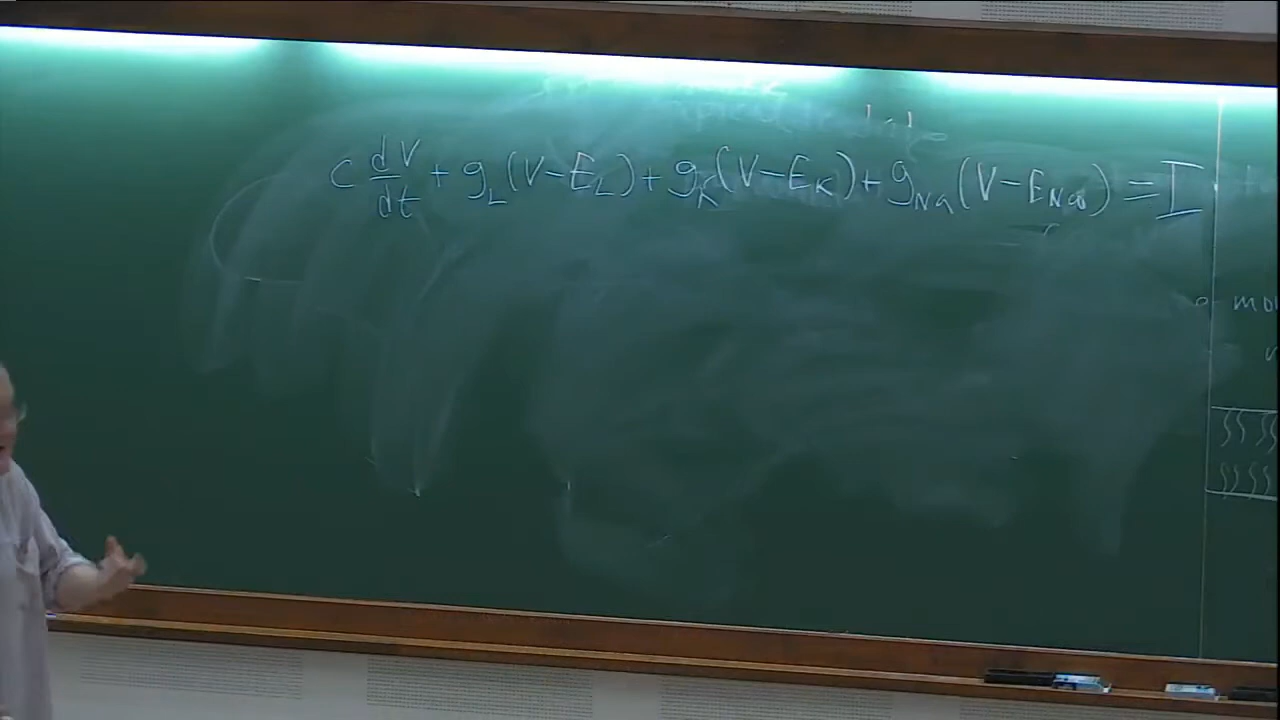 C dV/dt + g_L (V-E_L) + g_K (V-E_K) + g_Na (V-E_Na) = I